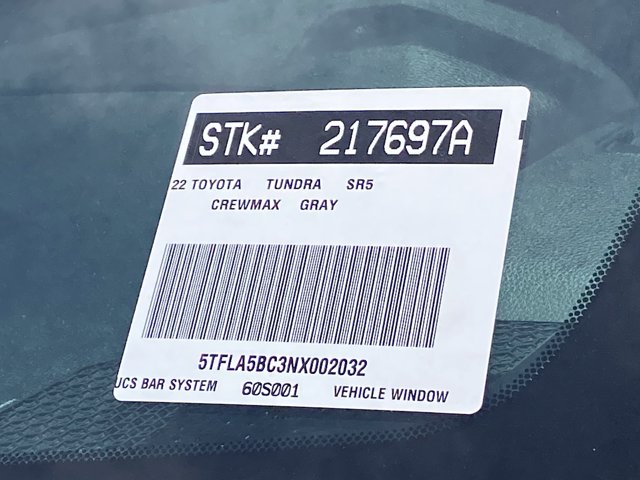 STK# 217697A
22 TOYOTA TUNDRA SR5
CREWMAX GRAY
5TFLA5BC3NX002032
UCS BAR SYSTEM 60S001 VEHICLE WINDOW